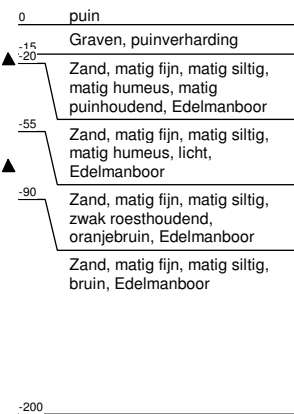 0 puin
-15 Graven, puinverharding
-20
Zand, matig fijn, matig siltig,
matig humeus, matig
puinhoudend, Edelmanboor
-55
Zand, matig fijn, matig siltig,
matig humeus, licht,
Edelmanboor
-90
Zand, matig fijn, matig siltig,
zwak roesthoudend,
oranjebruin, Edelmanboor
Zand, matig fijn, matig siltig,
bruin, Edelmanboor
-200